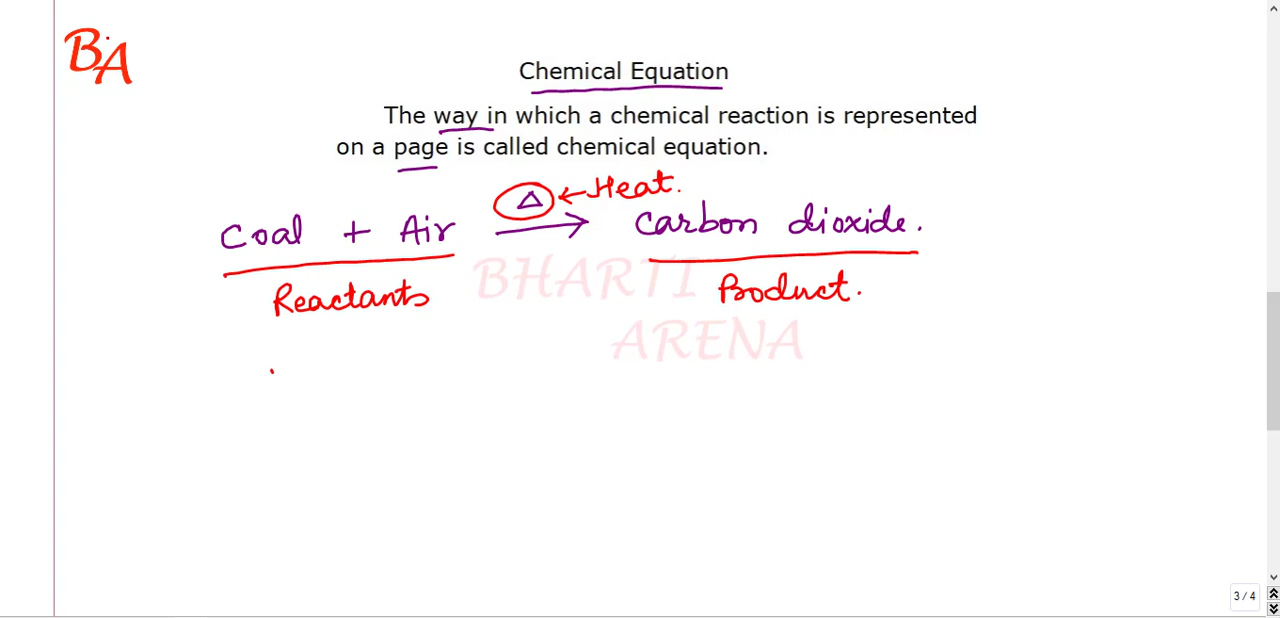 BA
Chemical Equation
The way in which a chemical reaction is represented
on a page is called chemical equation.
Δ ← Heat.
Coal + Air → Carbon dioxide.
Reactants Product.
BHARTI
ARENA
3 / 4